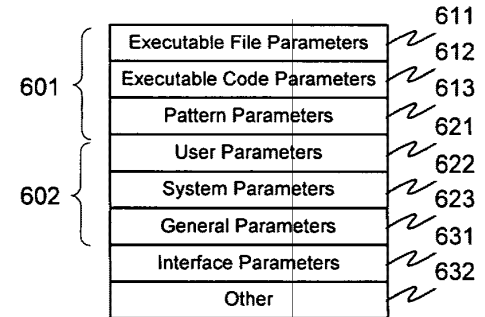 611
Executable File Parameters
612
Executable Code Parameters
601
613
Pattern Parameters
621
User Parameters
622
602
System Parameters
623
General Parameters
631
Interface Parameters
632
Other